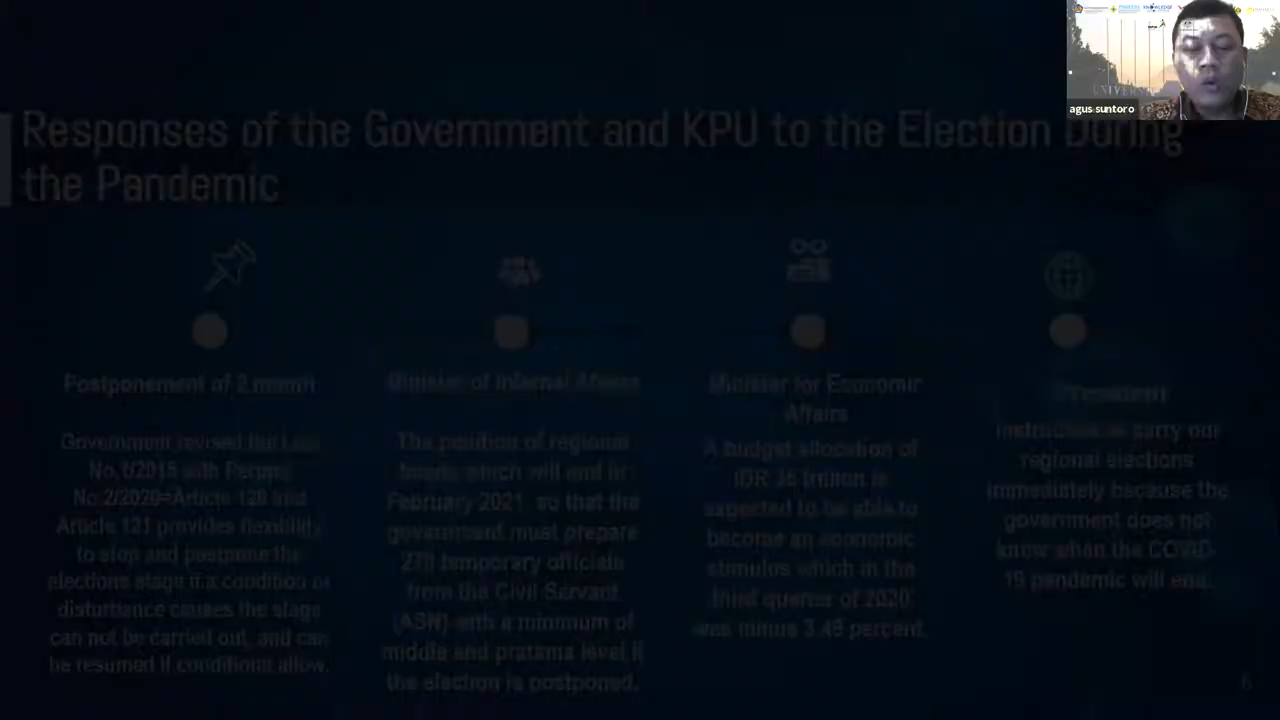 agus suntoro
UNIVERS
Responses of the Government and KPU to the Election During
the Pandemic
Postponement of 2 month
Government revised the Law
No.1/2015 with Perppu
No.2/2020=Article 120 and
Article 121 provides flexibility
to stop and postpone the
elections stage if a condition or
disturbance causes the stage
can not be carried out, and can
be resumed if conditions allow.
Minister of Internal Affairs
The position of regional
heads which will end in
February 2021, so that the
government must prepare
270 temporary officials
from the Civil Servant
(ASN) with a minimum of
middle and pratama level if
the election is postponed.
Minister for Economic
Affairs
A budget allocation of
IDR 35 trillion is
expected to be able to
become an economic
stimulus which in the
third quarter of 2020
was minus 3.49 percent.
President
Instructions carry out
regional elections
immediately because the
government does not
know when the COVID-
19 pandemic will end.
6